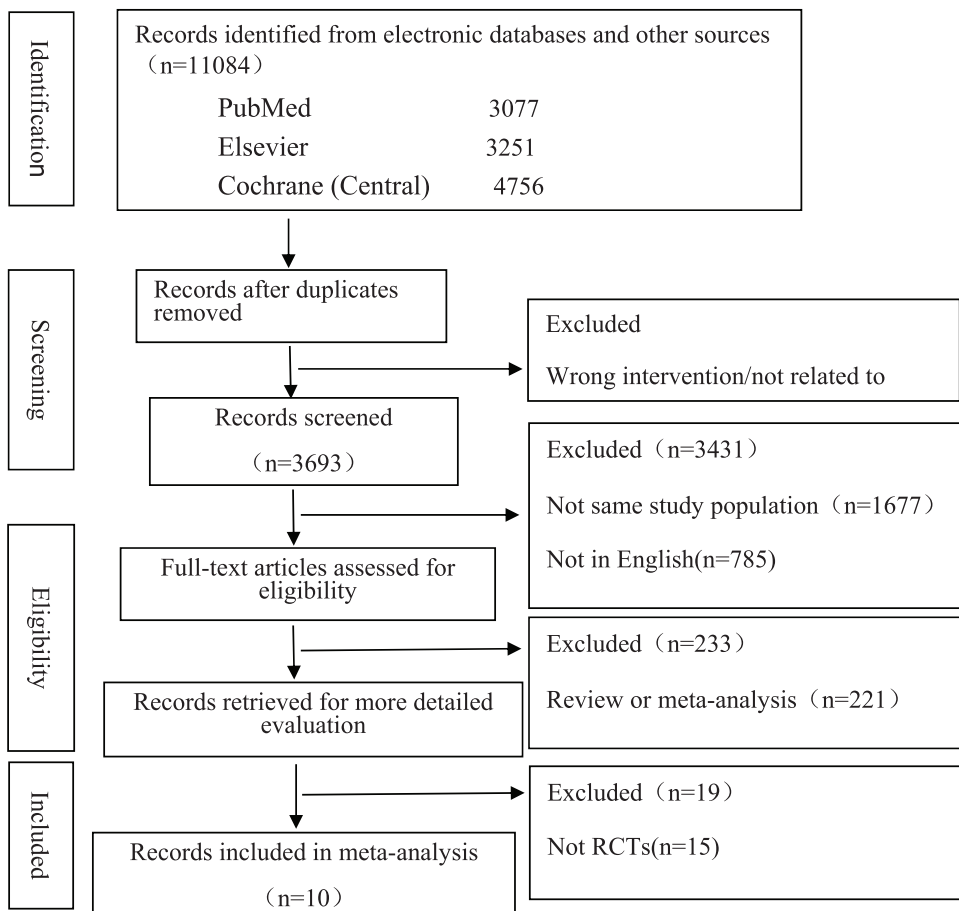 Identification
Records identified from electronic databases and other sources
（n=11084）
PubMed 3077
Elsevier 3251
Cochrane (Central) 4756
Screening
Records after duplicates
removed
Excluded
Wrong intervention/not related to
Records screened
（n=3693）
Excluded（n=3431）
Not same study population（n=1677）
Not in English(n=785)
Eligibility
Full-text articles assessed for
eligibility
Excluded（n=233）
Review or meta-analysis（n=221）
Records retrieved for more detailed
evaluation
Included
Excluded（n=19）
Not RCTs(n=15)
Records included in meta-analysis
（n=10）